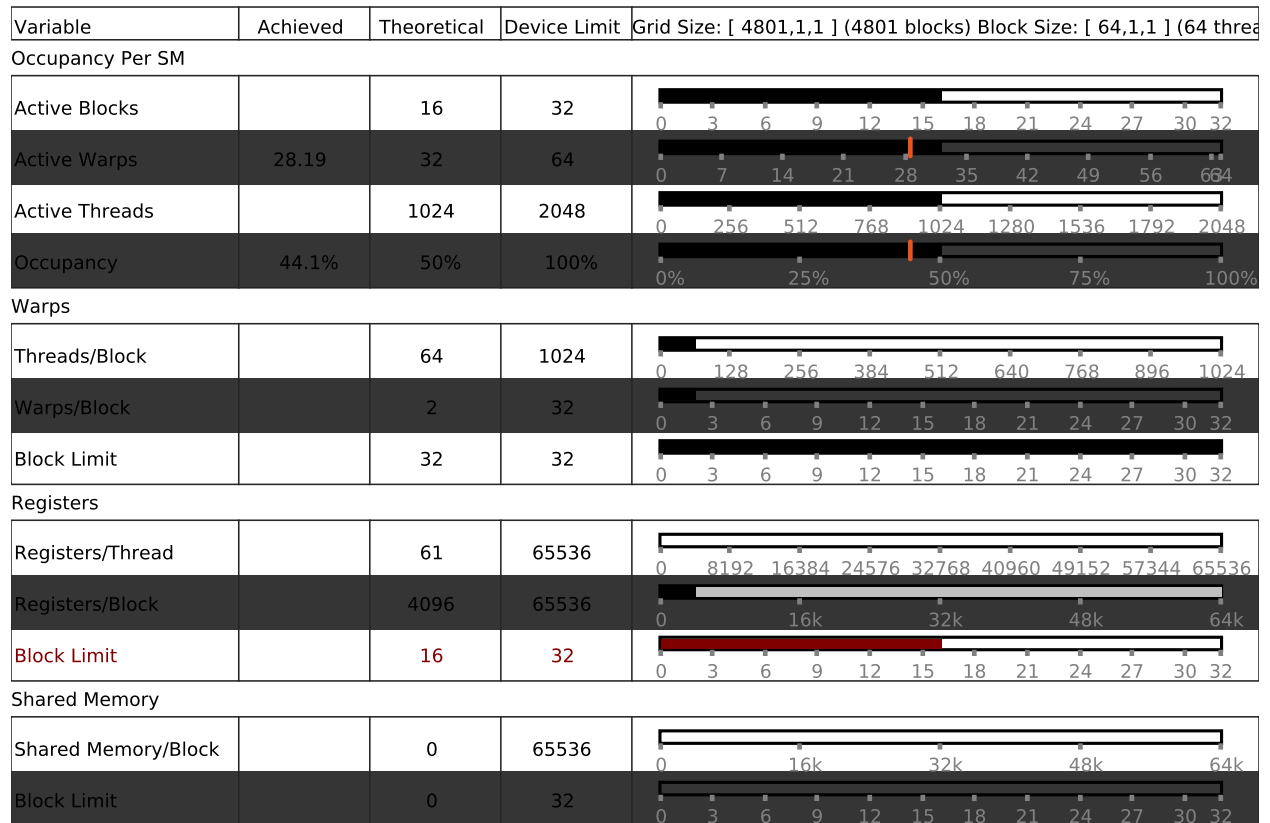 Variable Achieved Theoretical Device Limit Grid Size: [ 4801,1,1 ] (4801 blocks) Block Size: [ 64,1,1 ] (64
Occupancy Per SM
Active Blocks 16 32
0 3 6 9 12 15 18 21 24 27 30 32
Active Warps 28.19 32 64
0 7 14 21 28 35 42 49 56 63 64
Active Threads 1024 2048
0 256 512 768 1024 1280 1536 1792 2048
Occupancy 44.1% 50% 100%
0% 25% 50% 75% 100%
Warps
Threads/Block 64 1024
0 128 256 384 512 640 768 896 1024
Warps/Block 2 32
0 3 6 9 12 15 18 21 24 27 30 32
Block Limit 32 32
0 3 6 9 12 15 18 21 24 27 30 32
Registers
Registers/Thread 61 65536
0 8192 16384 24576 32768 40960 49152 57344 65536
Registers/Block 4096 65536
0 16k 32k 48k 64k
Block Limit 16 32
0 3 6 9 12 15 18 21 24 27 30 32
Shared Memory
Shared Memory/Block 0 65536
0 16k 32k 48k 64k
Block Limit 0 32
0 3 6 9 12 15 18 21 24 27 30 32